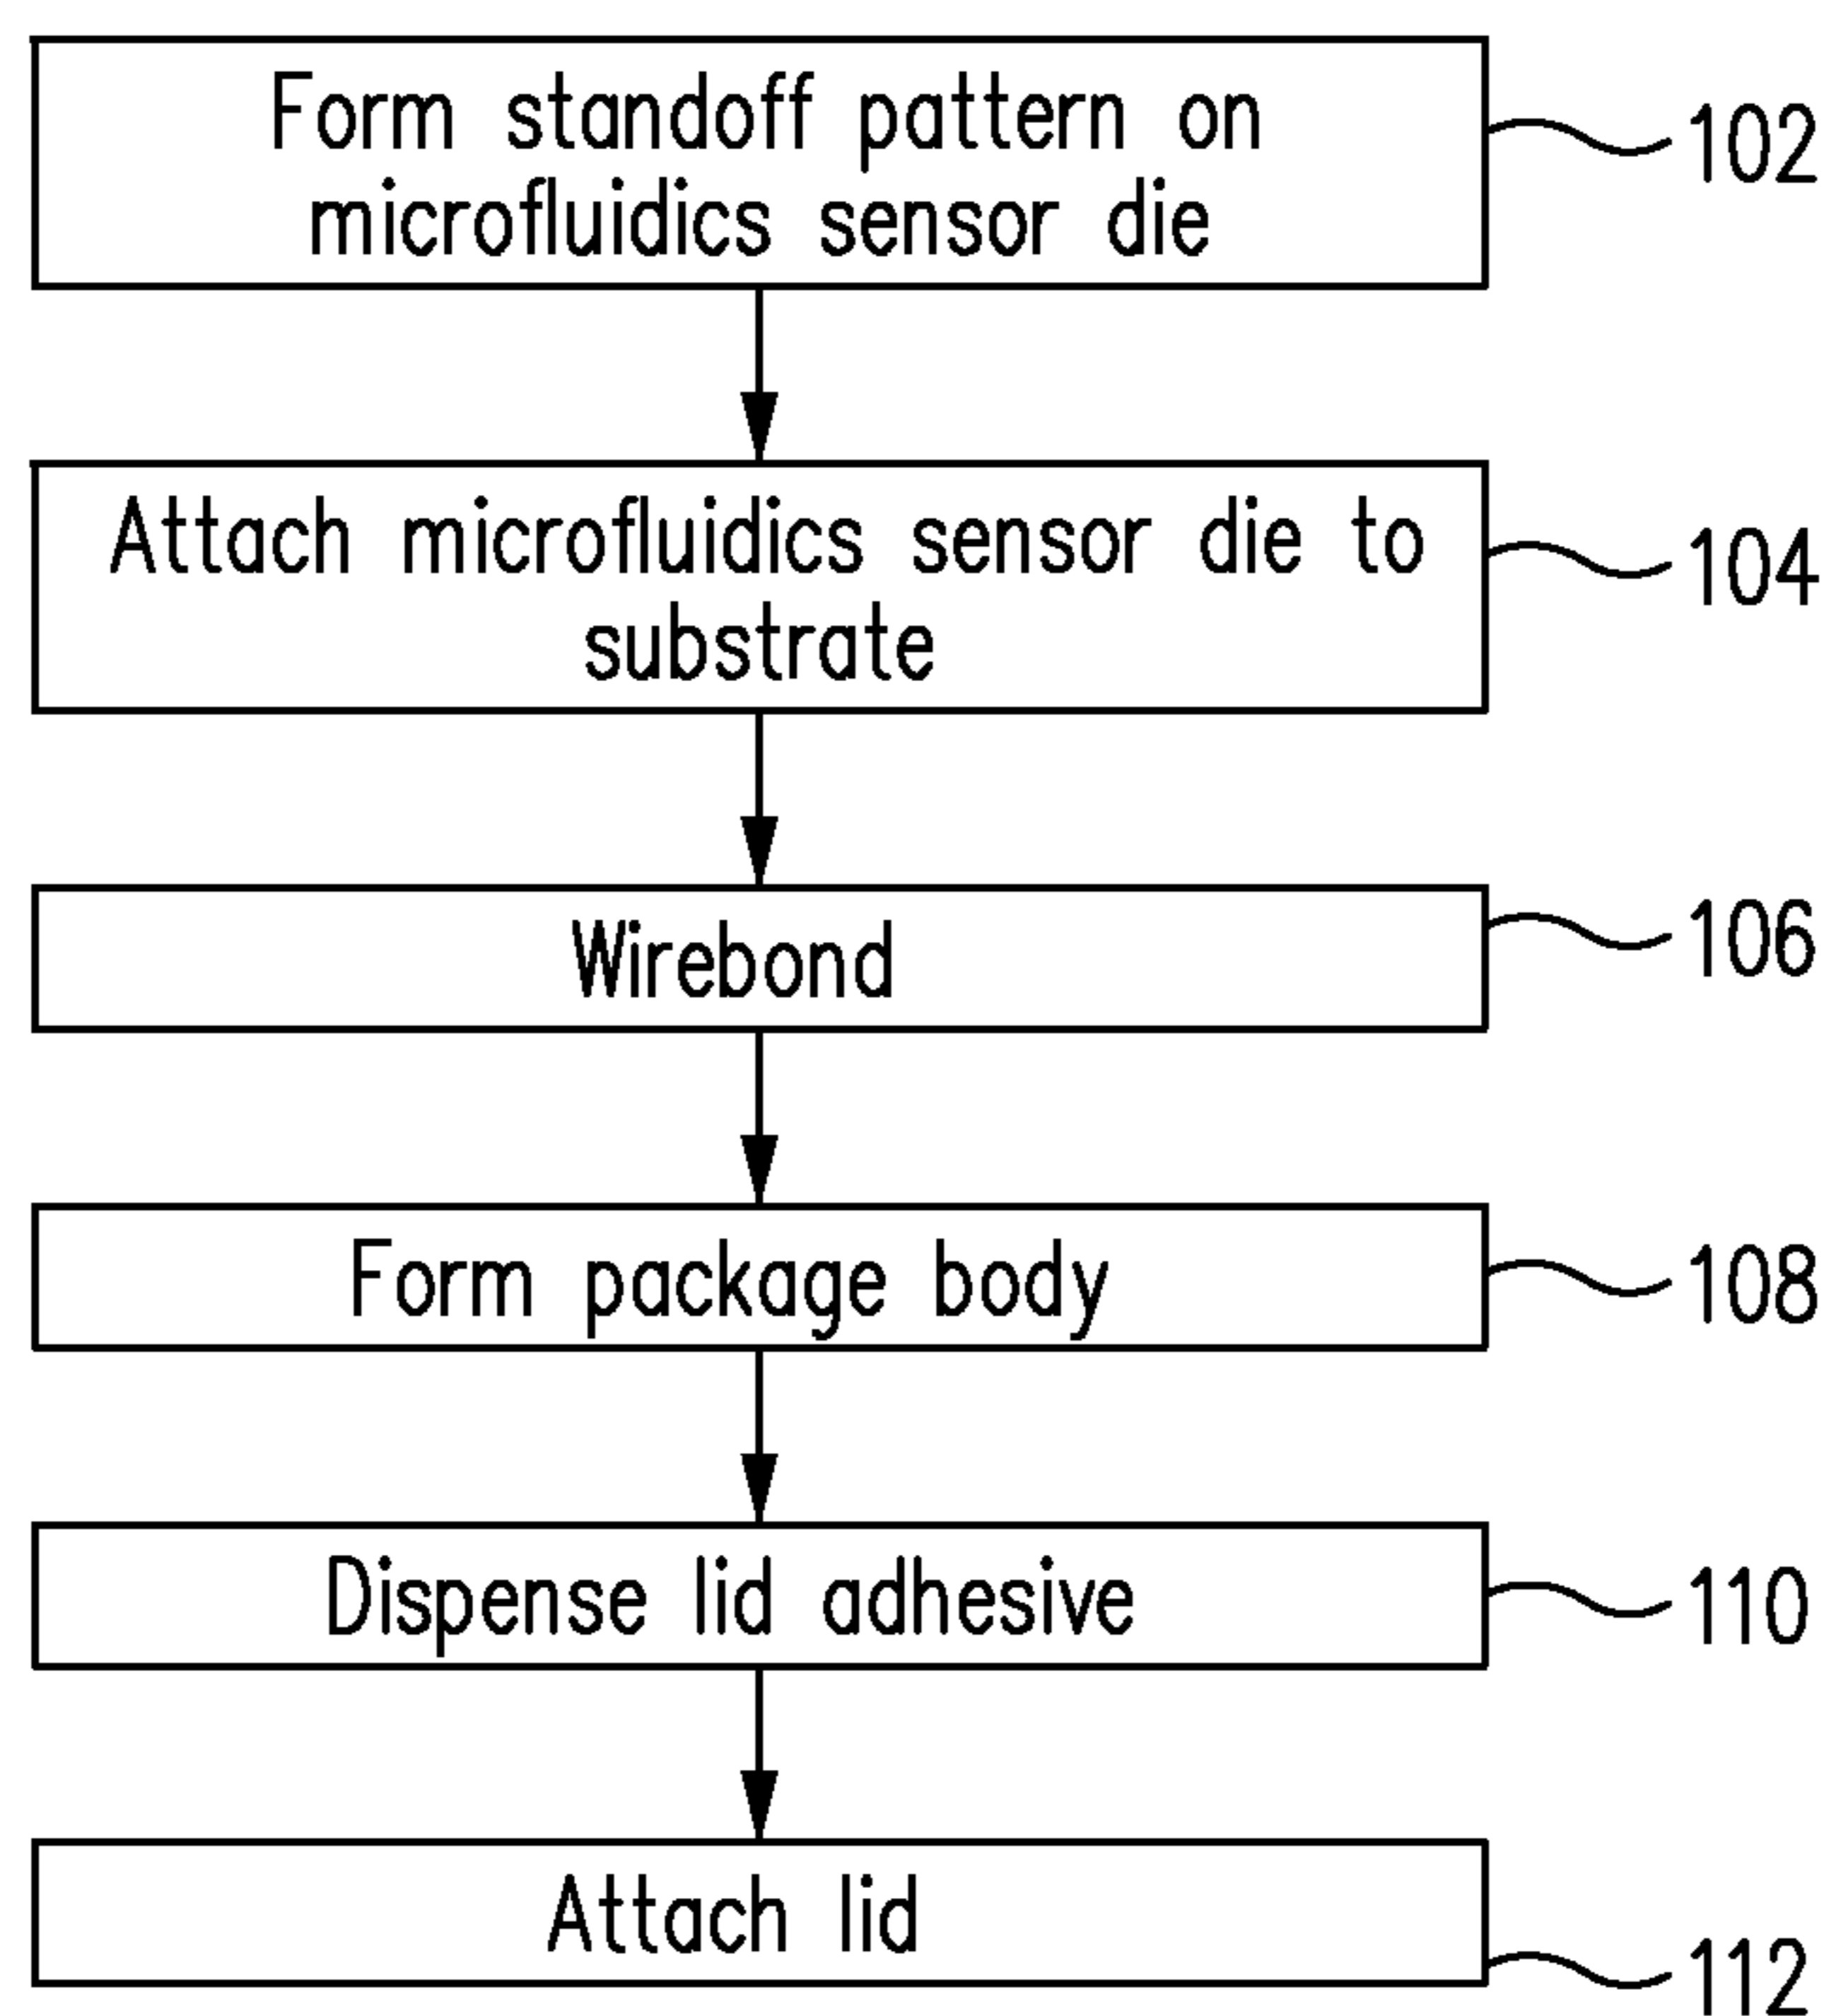 Form standoff pattern on
microfluidics sensor die
102
Attach microfluidics sensor die to
substrate
104
Wirebond
106
Form package body
108
Dispense lid adhesive
110
Attach lid
112